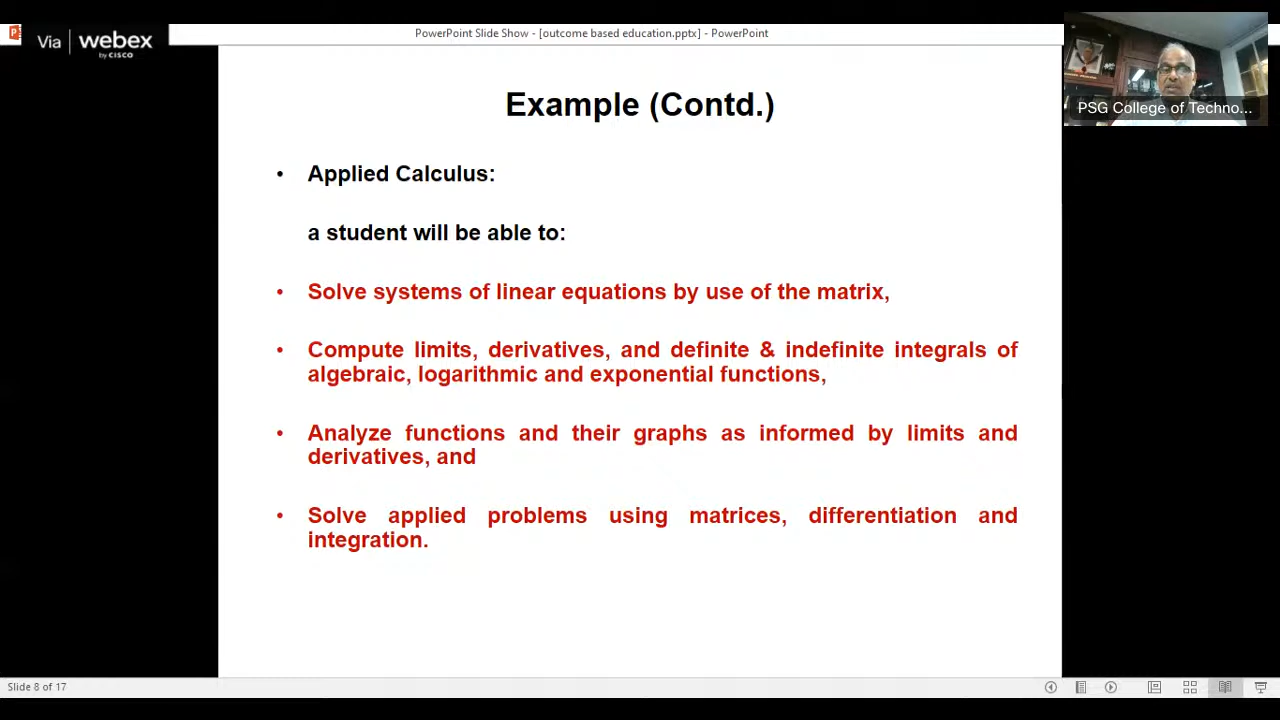 Via webex
by CISCO
PowerPoint Slide Show - [outcome based education.pptx] - PowerPoint
PSG College of Techno...
Example (Contd.)
• Applied Calculus:
a student will be able to:
• Solve systems of linear equations by use of the matrix,
• Compute limits, derivatives, and definite & indefinite integrals of
algebraic, logarithmic and exponential functions,
• Analyze functions and their graphs as informed by limits and
derivatives, and
• Solve applied problems using matrices, differentiation and
integration.
Slide 8 of 17